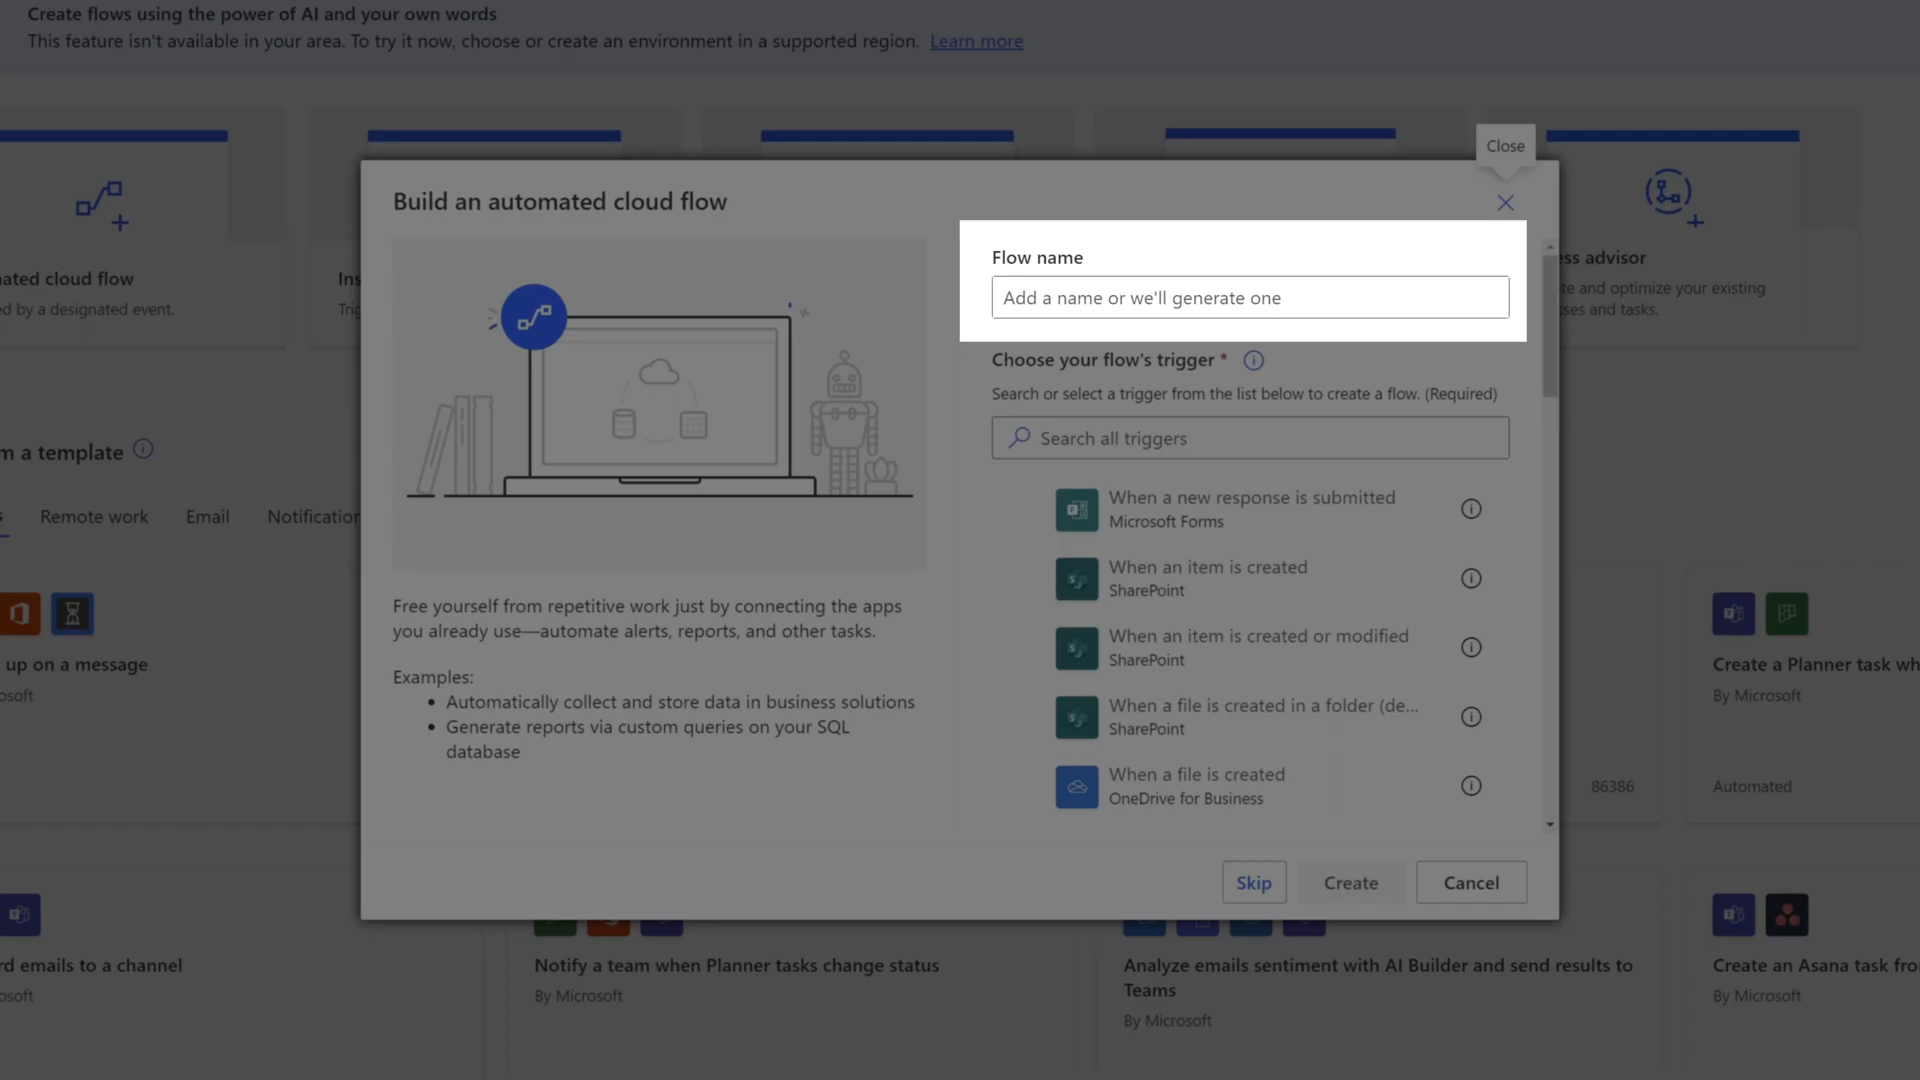 Create flows using the power of AI and your own words
This feature isn't available in your area. To try it now, choose or create an environment in a supported region. Learn more
Close
Build an automated cloud flow
Flow name
Add a name or we'll generate one
Choose your flow's trigger *
Search or select a trigger from the list below to create a flow. (Required)
Search all triggers
When a new response is submitted
Microsoft Forms
When an item is created
SharePoint
When an item is created or modified
SharePoint
When a file is created in a folder (de...
SharePoint
When a file is created
OneDrive for Business
Free yourself from repetitive work just by connecting the apps
you already use—automate alerts, reports, and other tasks.
Examples:
• Automatically collect and store data in business solutions
• Generate reports via custom queries on your SQL
database
Skip
Create
Cancel
ated cloud flow
d by a designated event.
Ins
Trig
ss advisor
te and optimize your existing
ses and tasks.
m a template
s
Remote work
Email
Notification
up on a message
osoft
86386
Create a Planner task wh
By Microsoft
Automated
rd emails to a channel
osoft
Notify a team when Planner tasks change status
By Microsoft
Analyze emails sentiment with AI Builder and send results to
Teams
By Microsoft
Create an Asana task fro
By Microsoft